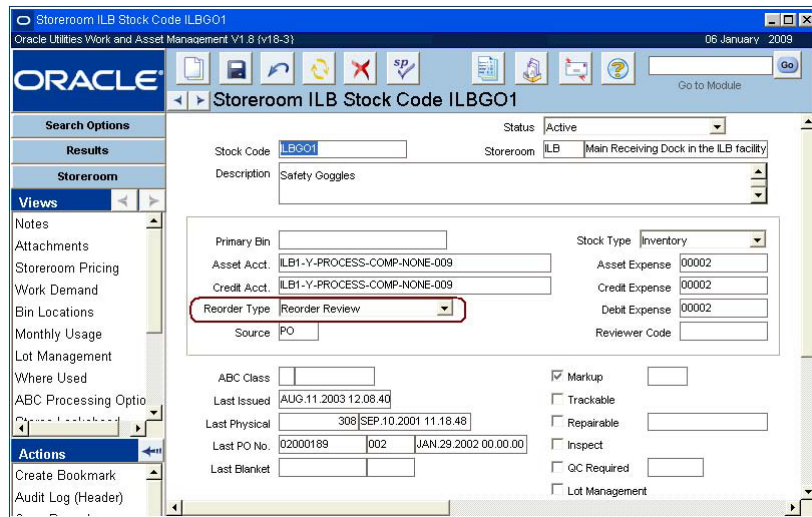 Storeroom ILB Stock Code ILBGO1
Oracle Utilities Work and Asset Management V1.8 (v18-3) 06 January 2009
ORACLE
sp
Go
Go to Module
Storeroom ILB Stock Code ILBGO1
Search Options
Results
Storeroom
Views
Notes
Attachments
Storeroom Pricing
Work Demand
Bin Locations
Monthly Usage
Lot Management
Where Used
ABC Processing Optio
Actions
Create Bookmark
Audit Log (Header)
Status Active
Stock Code ILBGO1 Storeroom ILB Main Receiving Dock in the ILB facility
Description Safety Goggles
Primary Bin Stock Type Inventory
Asset Acct. ILB1-Y-PROCESS-COMP-NONE-009 Asset Expense 00002
Credit Acct. ILB1-Y-PROCESS-COMP-NONE-009 Credit Expense 00002
Reorder Type Reorder Review Debit Expense 00002
Source PO Reviewer Code
ABC Class Markup
Last Issued AUG.11.2003 12.08.40 Trackable
Last Physical 308 SEP.10.2001 11.18.48 Repairable
Last PO No. 02000189 002 JAN.29.2002 00.00.00 Inspect
Last Blanket QC Required
Lot Management